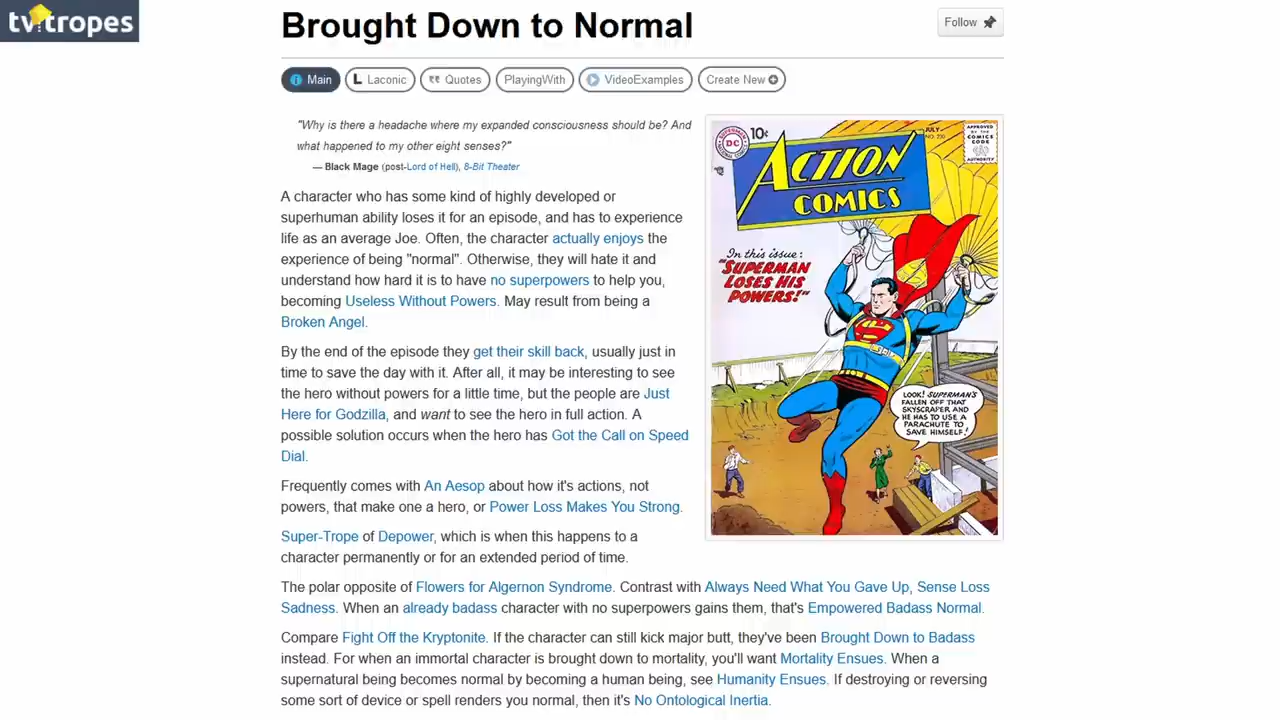 tv tropes
Brought Down to Normal
Follow
Main
Laconic
Quotes
PlayingWith
VideoExamples
Create New
"Why is there a headache where my expanded consciousness should be? And
what happened to my other eight senses?"
— Black Mage (post-Lord of Hell), 8-Bit Theater
A character who has some kind of highly developed or
superhuman ability loses it for an episode, and has to experience
life as an average Joe. Often, the character actually enjoys the
experience of being "normal". Otherwise, they will hate it and
understand how hard it is to have no superpowers to help you,
becoming Useless Without Powers. May result from being a
Broken Angel.
By the end of the episode they get their skill back, usually just in
time to save the day with it. After all, it may be interesting to see
the hero without powers for a little time, but the people are Just
Here for Godzilla, and want to see the hero in full action. A
possible solution occurs when the hero has Got the Call on Speed
Dial.
Frequently comes with An Aesop about how it's actions, not
powers, that make one a hero, or Power Loss Makes You Strong.
Super-Trope of Depower, which is when this happens to a
character permanently or for an extended period of time.
The polar opposite of Flowers for Algernon Syndrome. Contrast with Always Need What You Gave Up, Sense Loss
Sadness. When an already badass character with no superpowers gains them, that's Empowered Badass Normal.
Compare Fight Off the Kryptonite. If the character can still kick major butt, they've been Brought Down to Badass
instead. For when an immortal character is brought down to mortality, you'll want Mortality Ensues. When a
supernatural being becomes normal by becoming a human being, see Humanity Ensues. If destroying or reversing
some sort of device or spell renders you normal, then it's No Ontological Inertia.
DC
10¢
JULY
APPROVED
BY THE
COMICS
CODE
AUTHORITY
ACTION
COMICS
In this issue:
"SUPERMAN
LOSES HIS
POWERS!"
LOOK! SUPERMAN'S
FALLEN OFF THAT
SKYSCRAPER AND
HE HAS TO USE A
PARACHUTE TO
SAVE HIMSELF!